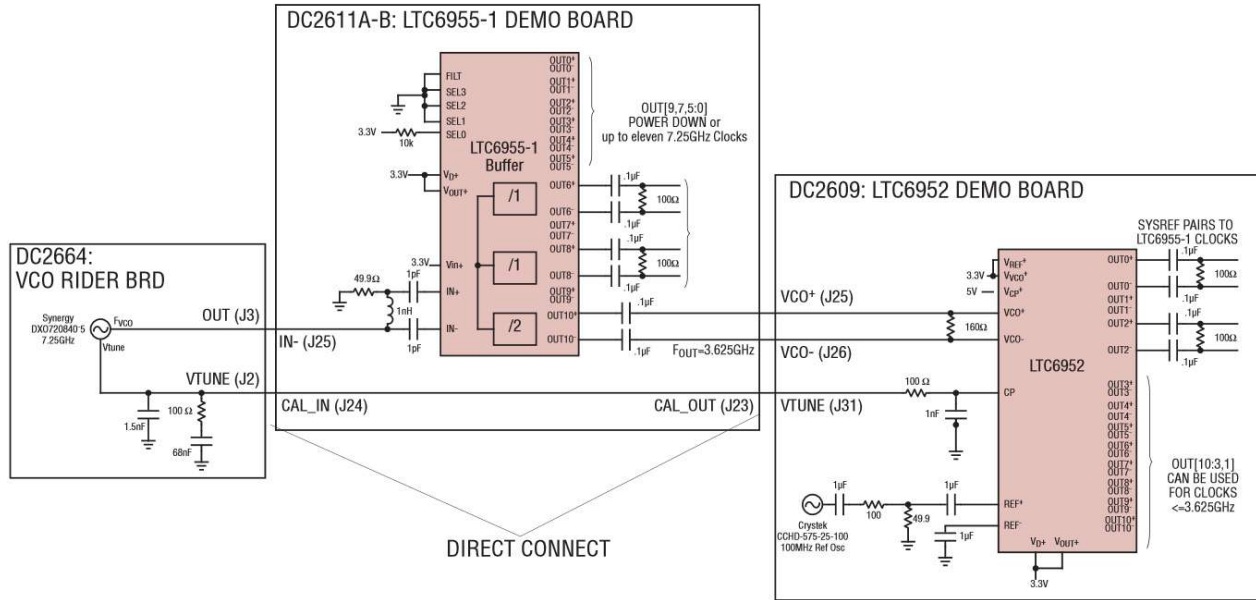 DC2611A-B: LTC6955-1 DEMO BOARD
FILT
SEL3
SEL2
SEL1
SEL0
3.3V
10k
LTC6955-1
Buffer
3.3V
VD+
VOUT+
/1
/1
/2
3.3V
Vin+
IN+
IN-
49.9Ω
1pF
1nH
1pF
OUT0+
OUT0-
OUT1+
OUT1-
OUT2+
OUT2-
OUT3+
OUT3-
OUT4+
OUT4-
OUT5+
OUT5-
OUT6+
OUT6-
OUT7+
OUT7-
OUT8+
OUT8-
OUT9+
OUT9-
OUT10+
OUT10-
OUT[9,7,5:0]
POWER DOWN or
up to eleven 7.25GHz Clocks
.1µF
100Ω
.1µF
.1µF
100Ω
.1µF
.1µF
.1µF
FOUT=3.625GHz
IN- (J25)
CAL_IN (J24)
CAL_OUT (J23)
DC2664:
VCO RIDER BRD
Synergy
DXO720840-5
7.25GHz
FVCO
Vtune
OUT (J3)
VTUNE (J2)
1.5nF
100 Ω
68nF
DIRECT CONNECT
DC2609: LTC6952 DEMO BOARD
SYSREF PAIRS TO
LTC6955-1 CLOCKS
VCO+ (J25)
VCO- (J26)
VTUNE (J31)
160Ω
3.3V
5V
VREF+
VVCO+
VCP+
VCO+
VCO-
LTC6952
CP
100 Ω
1nF
REF+
REF-
1µF
100
49.9
1µF
1µF
Crystek
CCHD-575-25-100
100MHz Ref Osc
VD+
VOUT+
3.3V
OUT0+
OUT0-
OUT1+
OUT1-
OUT2+
OUT2-
OUT3+
OUT3-
OUT4+
OUT4-
OUT5+
OUT5-
OUT6+
OUT6-
OUT7+
OUT7-
OUT8+
OUT8-
OUT9+
OUT9-
OUT10+
OUT10-
.1µF
100Ω
.1µF
.1µF
100Ω
.1µF
OUT[10:3,1]
CAN BE USED
FOR CLOCKS
<=3.625GHz